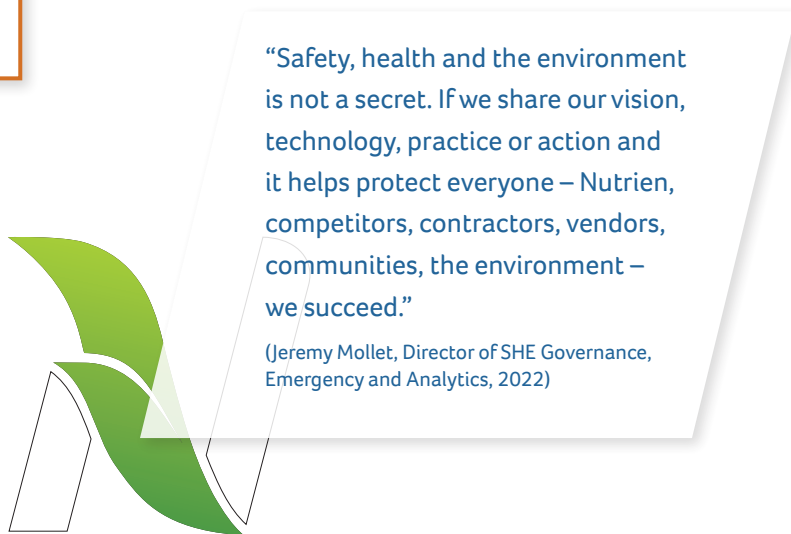 “Safety, health and the environment
is not a secret. If we share our vision,
technology, practice or action and
it helps protect everyone – Nutrien,
competitors, contractors, vendors,
communities, the environment –
we succeed.”
(Jeremy Mollet, Director of SHE Governance,
Emergency and Analytics, 2022)